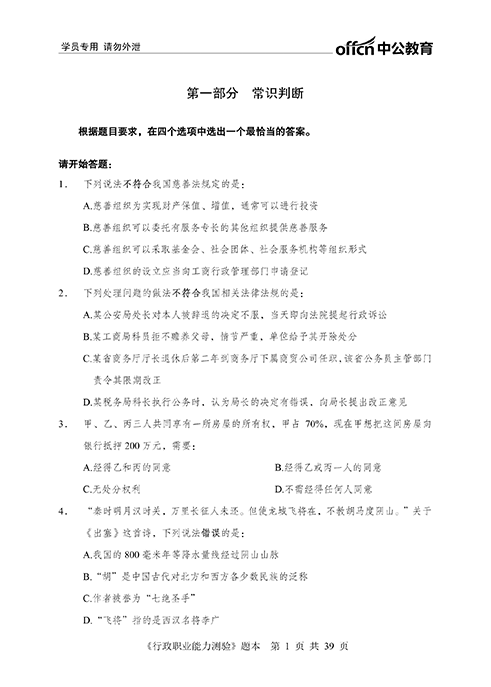 学员专用 请勿外泄
offcn中公教育
第一部分 常识判断
根据题目要求，在四个选项中选出一个最恰当的答案。
请开始答题：
1. 下列说法不符合我国慈善法规定的是：
A.慈善组织为实现财产保值、增值，通常可以进行投资
B.慈善组织可以委托有服务专长的其他组织提供慈善服务
C.慈善组织可以采取基金会、社会团体、社会服务机构等组织形式
D.慈善组织的设立应当向工商行政管理部门申请登记
2. 下列处理问题的做法不符合我国相关法律法规的是：
A.某公安局处长对本人被辞退的决定不服，当天即向法院提起行政诉讼
B.某工商局科员拒不赡养父母，情节严重，单位给予其开除处分
C.某省商务厅厅长退休后第二年到商务厅下属商贸公司任职，该省公务员主管部门
责令其限期改正
D.某税务局科长执行公务时，认为局长的决定有错误，向局长提出改正意见
3. 甲、乙、丙三人共同享有一所房屋的所有权，甲占 70%，现在甲想把这间房屋向
银行抵押 200 万元，需要：
A.经得乙和丙的同意 B.经得乙或丙一人的同意
C.无处分权利 D.不需经得任何人同意
4. “秦时明月汉时关，万里长征人未还。但使龙城飞将在，不教胡马度阴山。”关于
《出塞》这首诗，下列说法错误的是：
A.我国的 800 毫米年等降水量线经过阴山山脉
B.“胡”是中国古代对北方和西方各少数民族的泛称
C.作者被誉为“七绝圣手”
D.“飞将”指的是西汉名将李广
《行政职业能力测验》题本 第 1 页 共 39 页